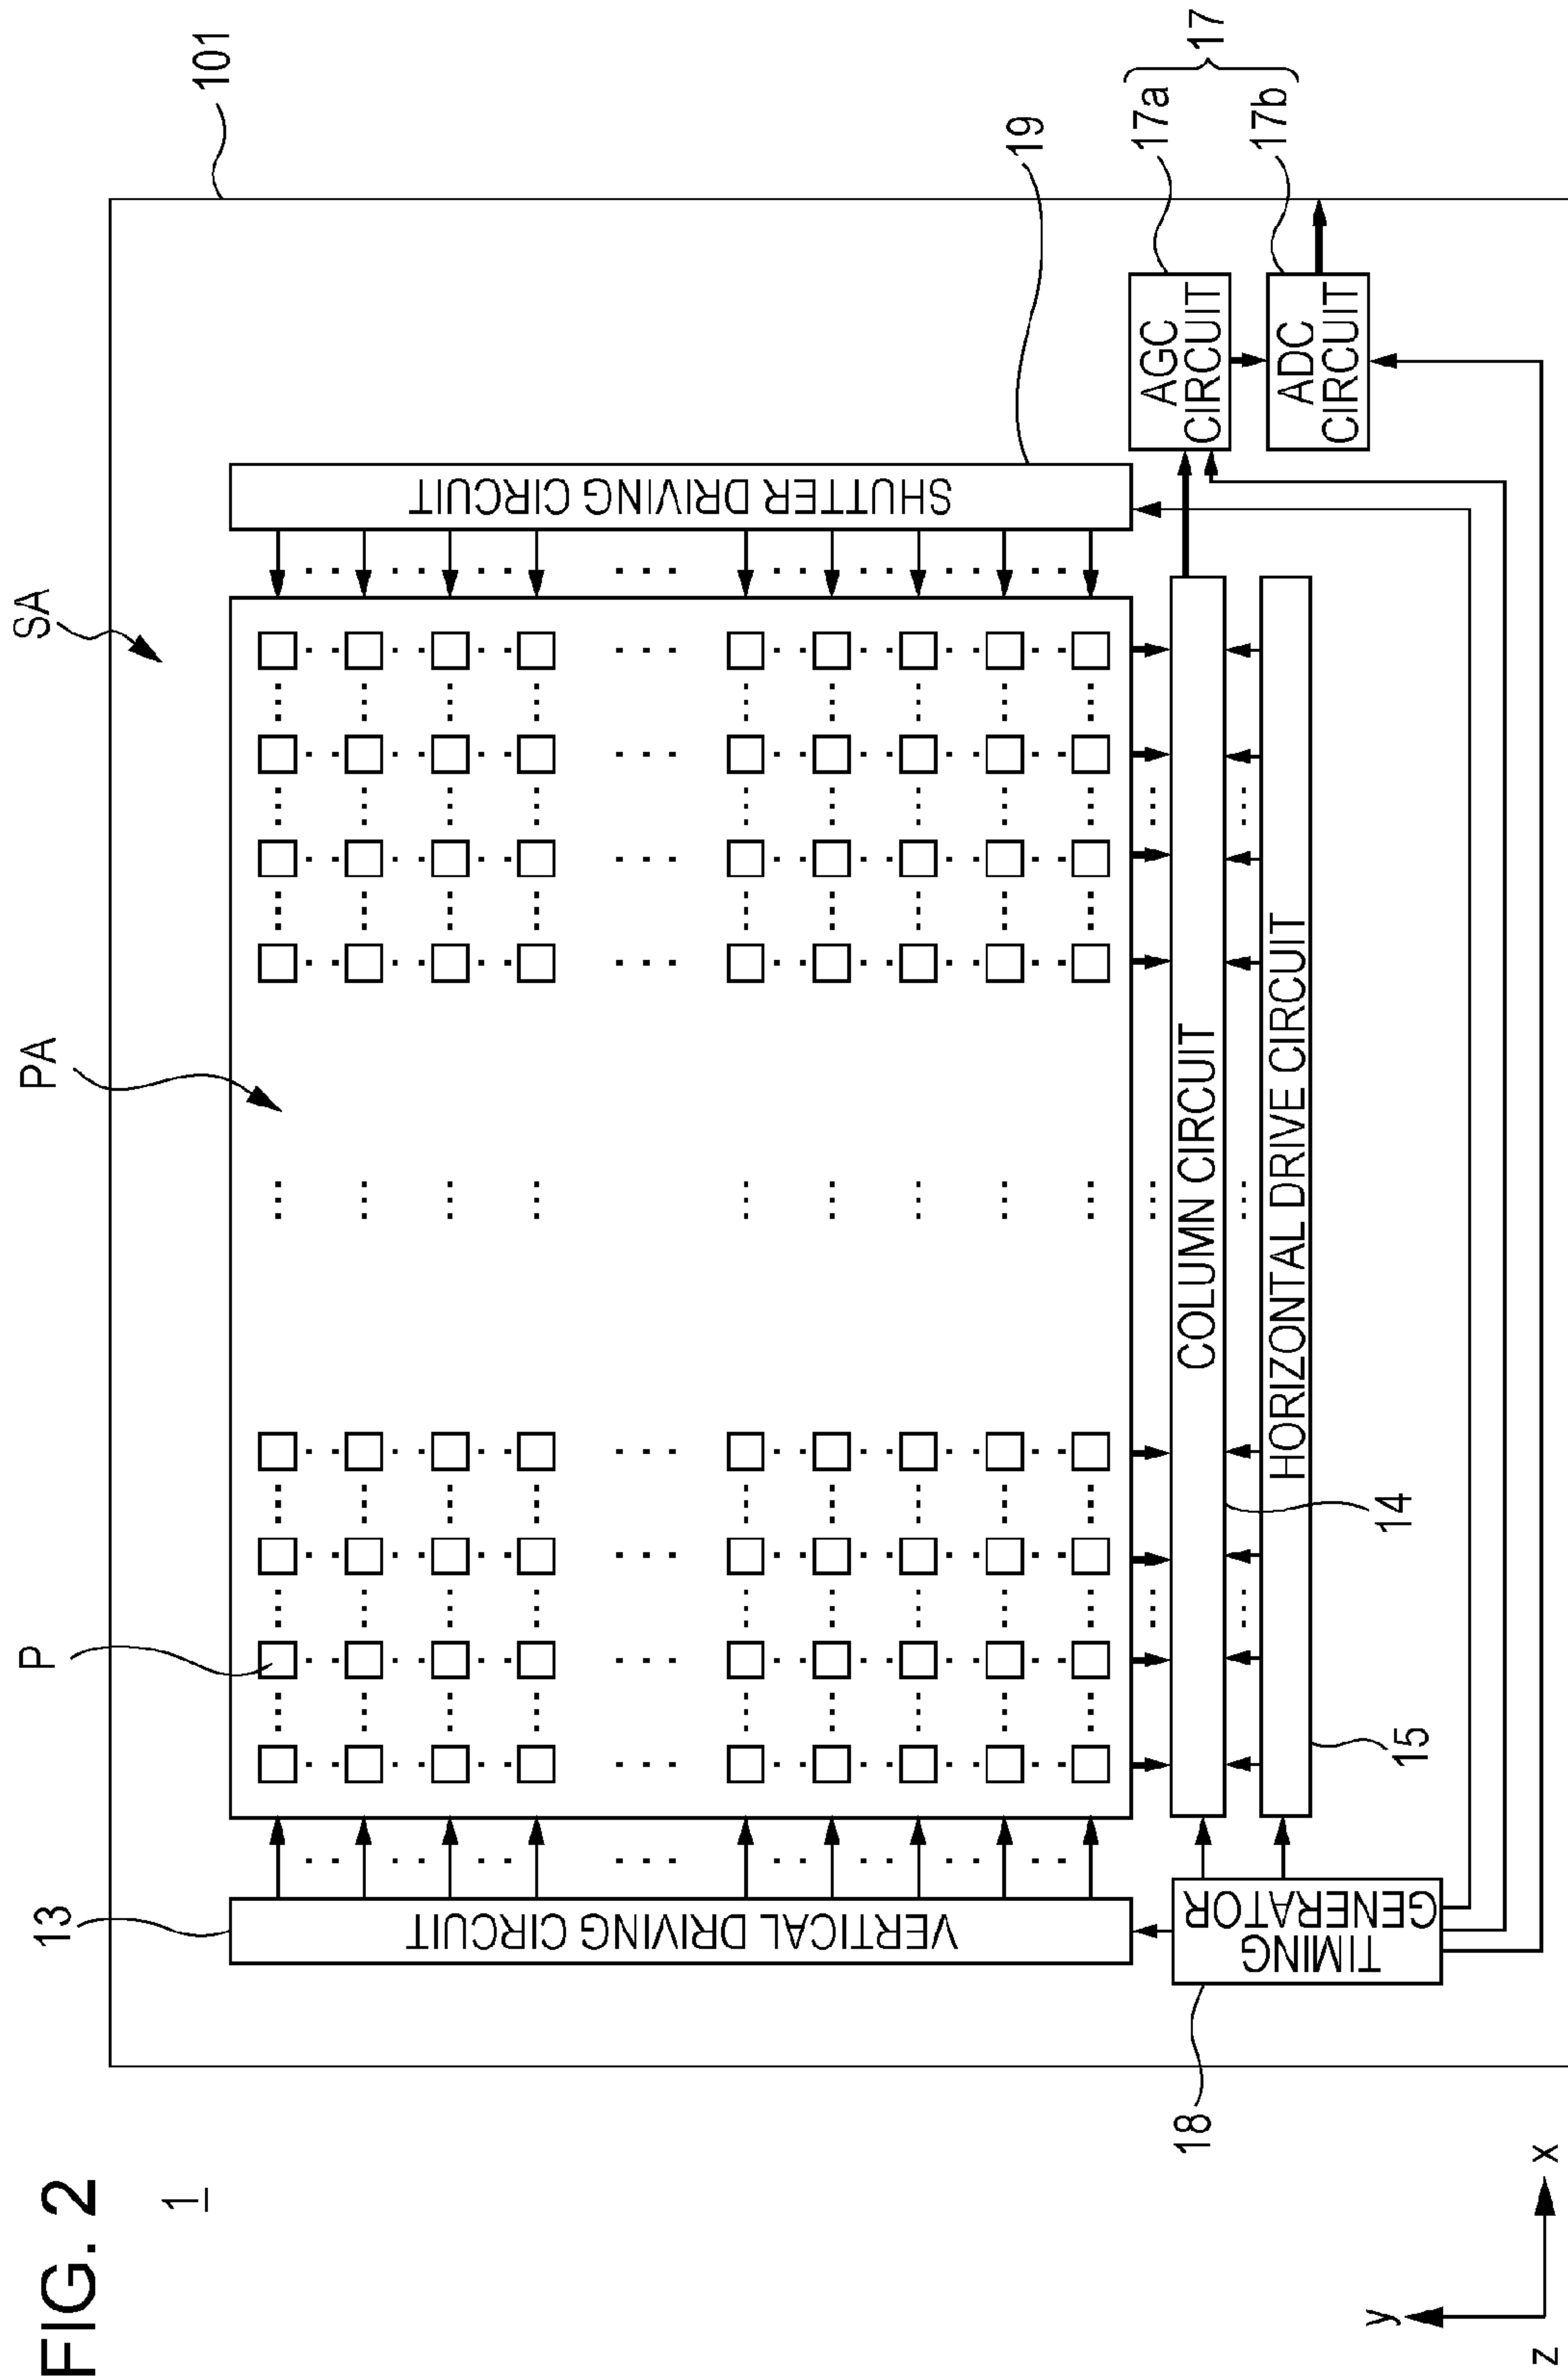 FIG. 2
1
SA
101
PA
P
13
VERTICAL DRIVING CIRCUIT
SHUTTER DRIVING CIRCUIT
19
17
17a
AGC
CIRCUIT
17b
ADC
CIRCUIT
COLUMN CIRCUIT
14
HORIZONTAL DRIVE CIRCUIT
15
TIMING
GENERATOR
18
y
z
x